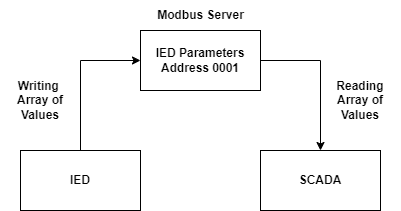 Modbus Server
IED Parameters
Address 0001
Writing
Array of
Values
Reading
Array of
Values
IED
SCADA